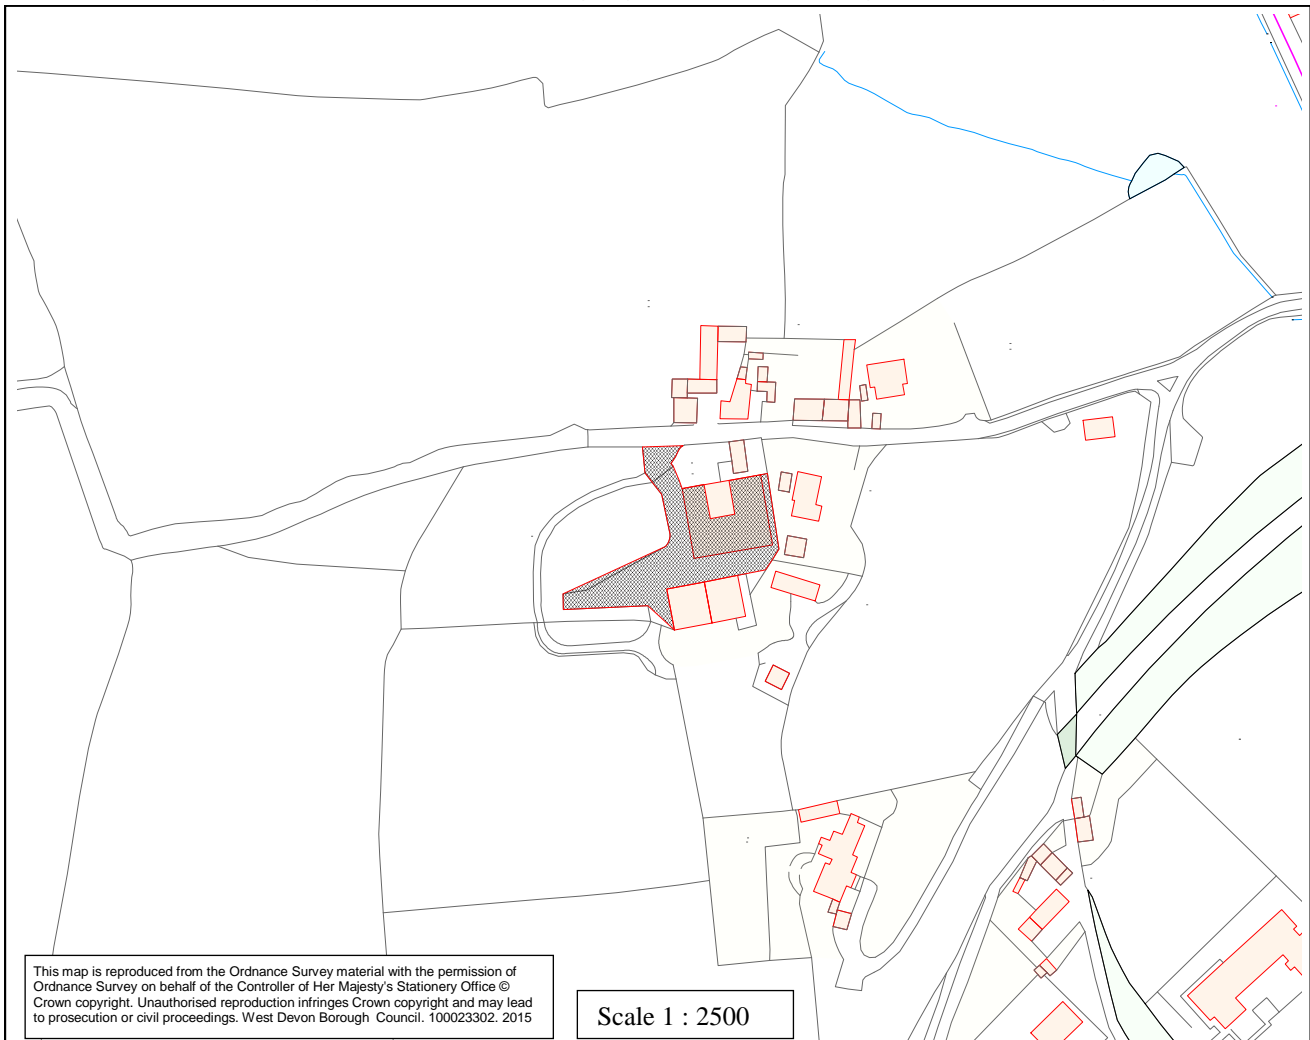 This map is reproduced from the Ordnance Survey material with the permission of
Ordnance Survey on behalf of the Controller of Her Majesty's Stationery Office ©
Crown copyright. Unauthorised reproduction infringes Crown copyright and may lead
to prosecution or civil proceedings. West Devon Borough Council. 100023302. 2015
Scale 1 : 2500